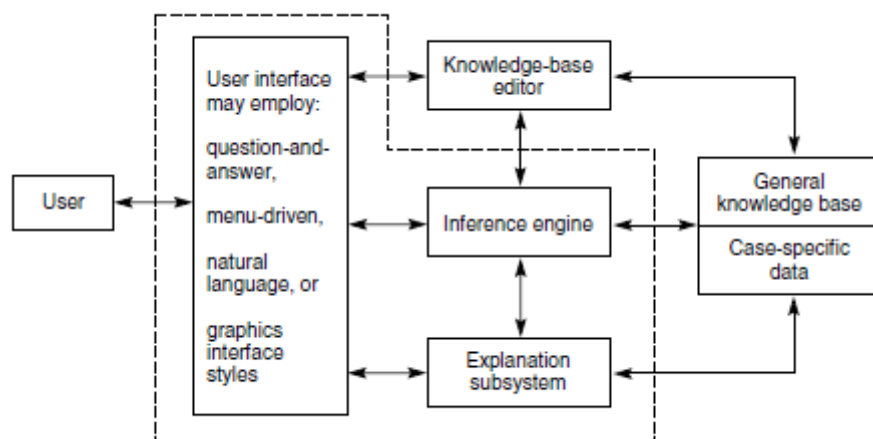 User
User interface
may employ:
question-and-
answer,
menu-driven,
natural
language, or
graphics
interface
styles
Knowledge-base
editor
Inference engine
Explanation
subsystem
General
knowledge base
Case-specific
data